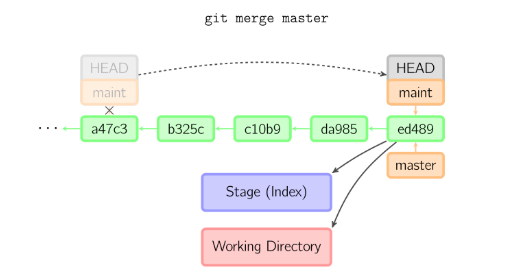 git merge master
HEAD HEAD
maint maint
... a47c3 b325c c10b9 da985 ed489
master
Stage (Index)
Working Directory